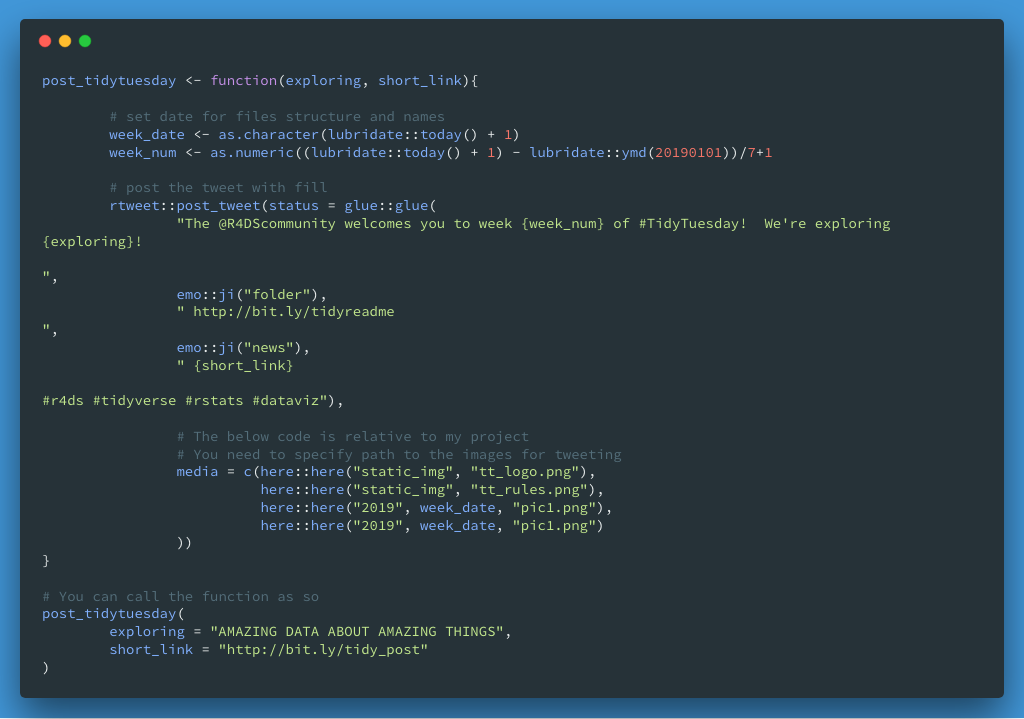 post_tidytuesday <- function(exploring, short_link){
# set date for files structure and names
week_date <- as.character(lubridate::today() + 1)
week_num <- as.numeric((lubridate::today() + 1) - lubridate::ymd(20190101))/7+1
# post the tweet with fill
rtweet::post_tweet(status = glue::glue(
"The @R4DScommunity welcomes you to week {week_num} of #TidyTuesday!  We're exploring
{exploring}!
",
emo::ji("folder"),
" http://bit.ly/tidyreadme
",
emo::ji("news"),
" {short_link}
#r4ds #tidyverse #rstats #dataviz"),
# The below code is relative to my project
# You need to specify path to the images for tweeting
media = c(here::here("static_img", "tt_logo.png"),
here::here("static_img", "tt_rules.png"),
here::here("2019", week_date, "pic1.png"),
here::here("2019", week_date, "pic1.png")
))
}
# You can call the function as so
post_tidytuesday(
exploring = "AMAZING DATA ABOUT AMAZING THINGS",
short_link = "http://bit.ly/tidy_post"
)